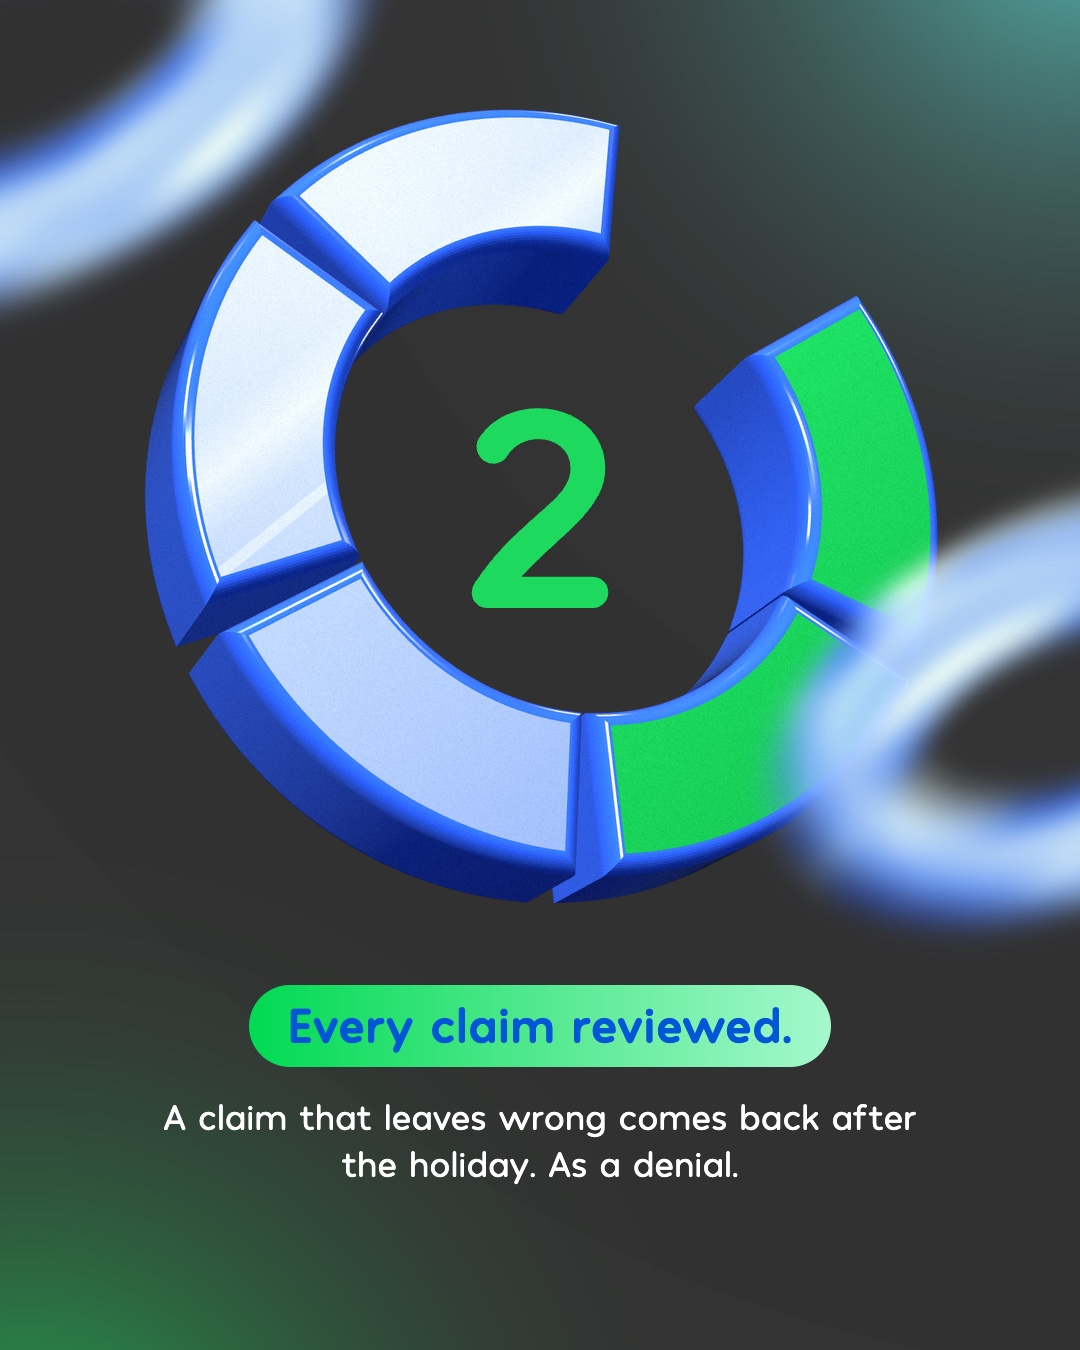 2
Every claim reviewed.
A claim that leaves wrong comes back after
the holiday. As a denial.